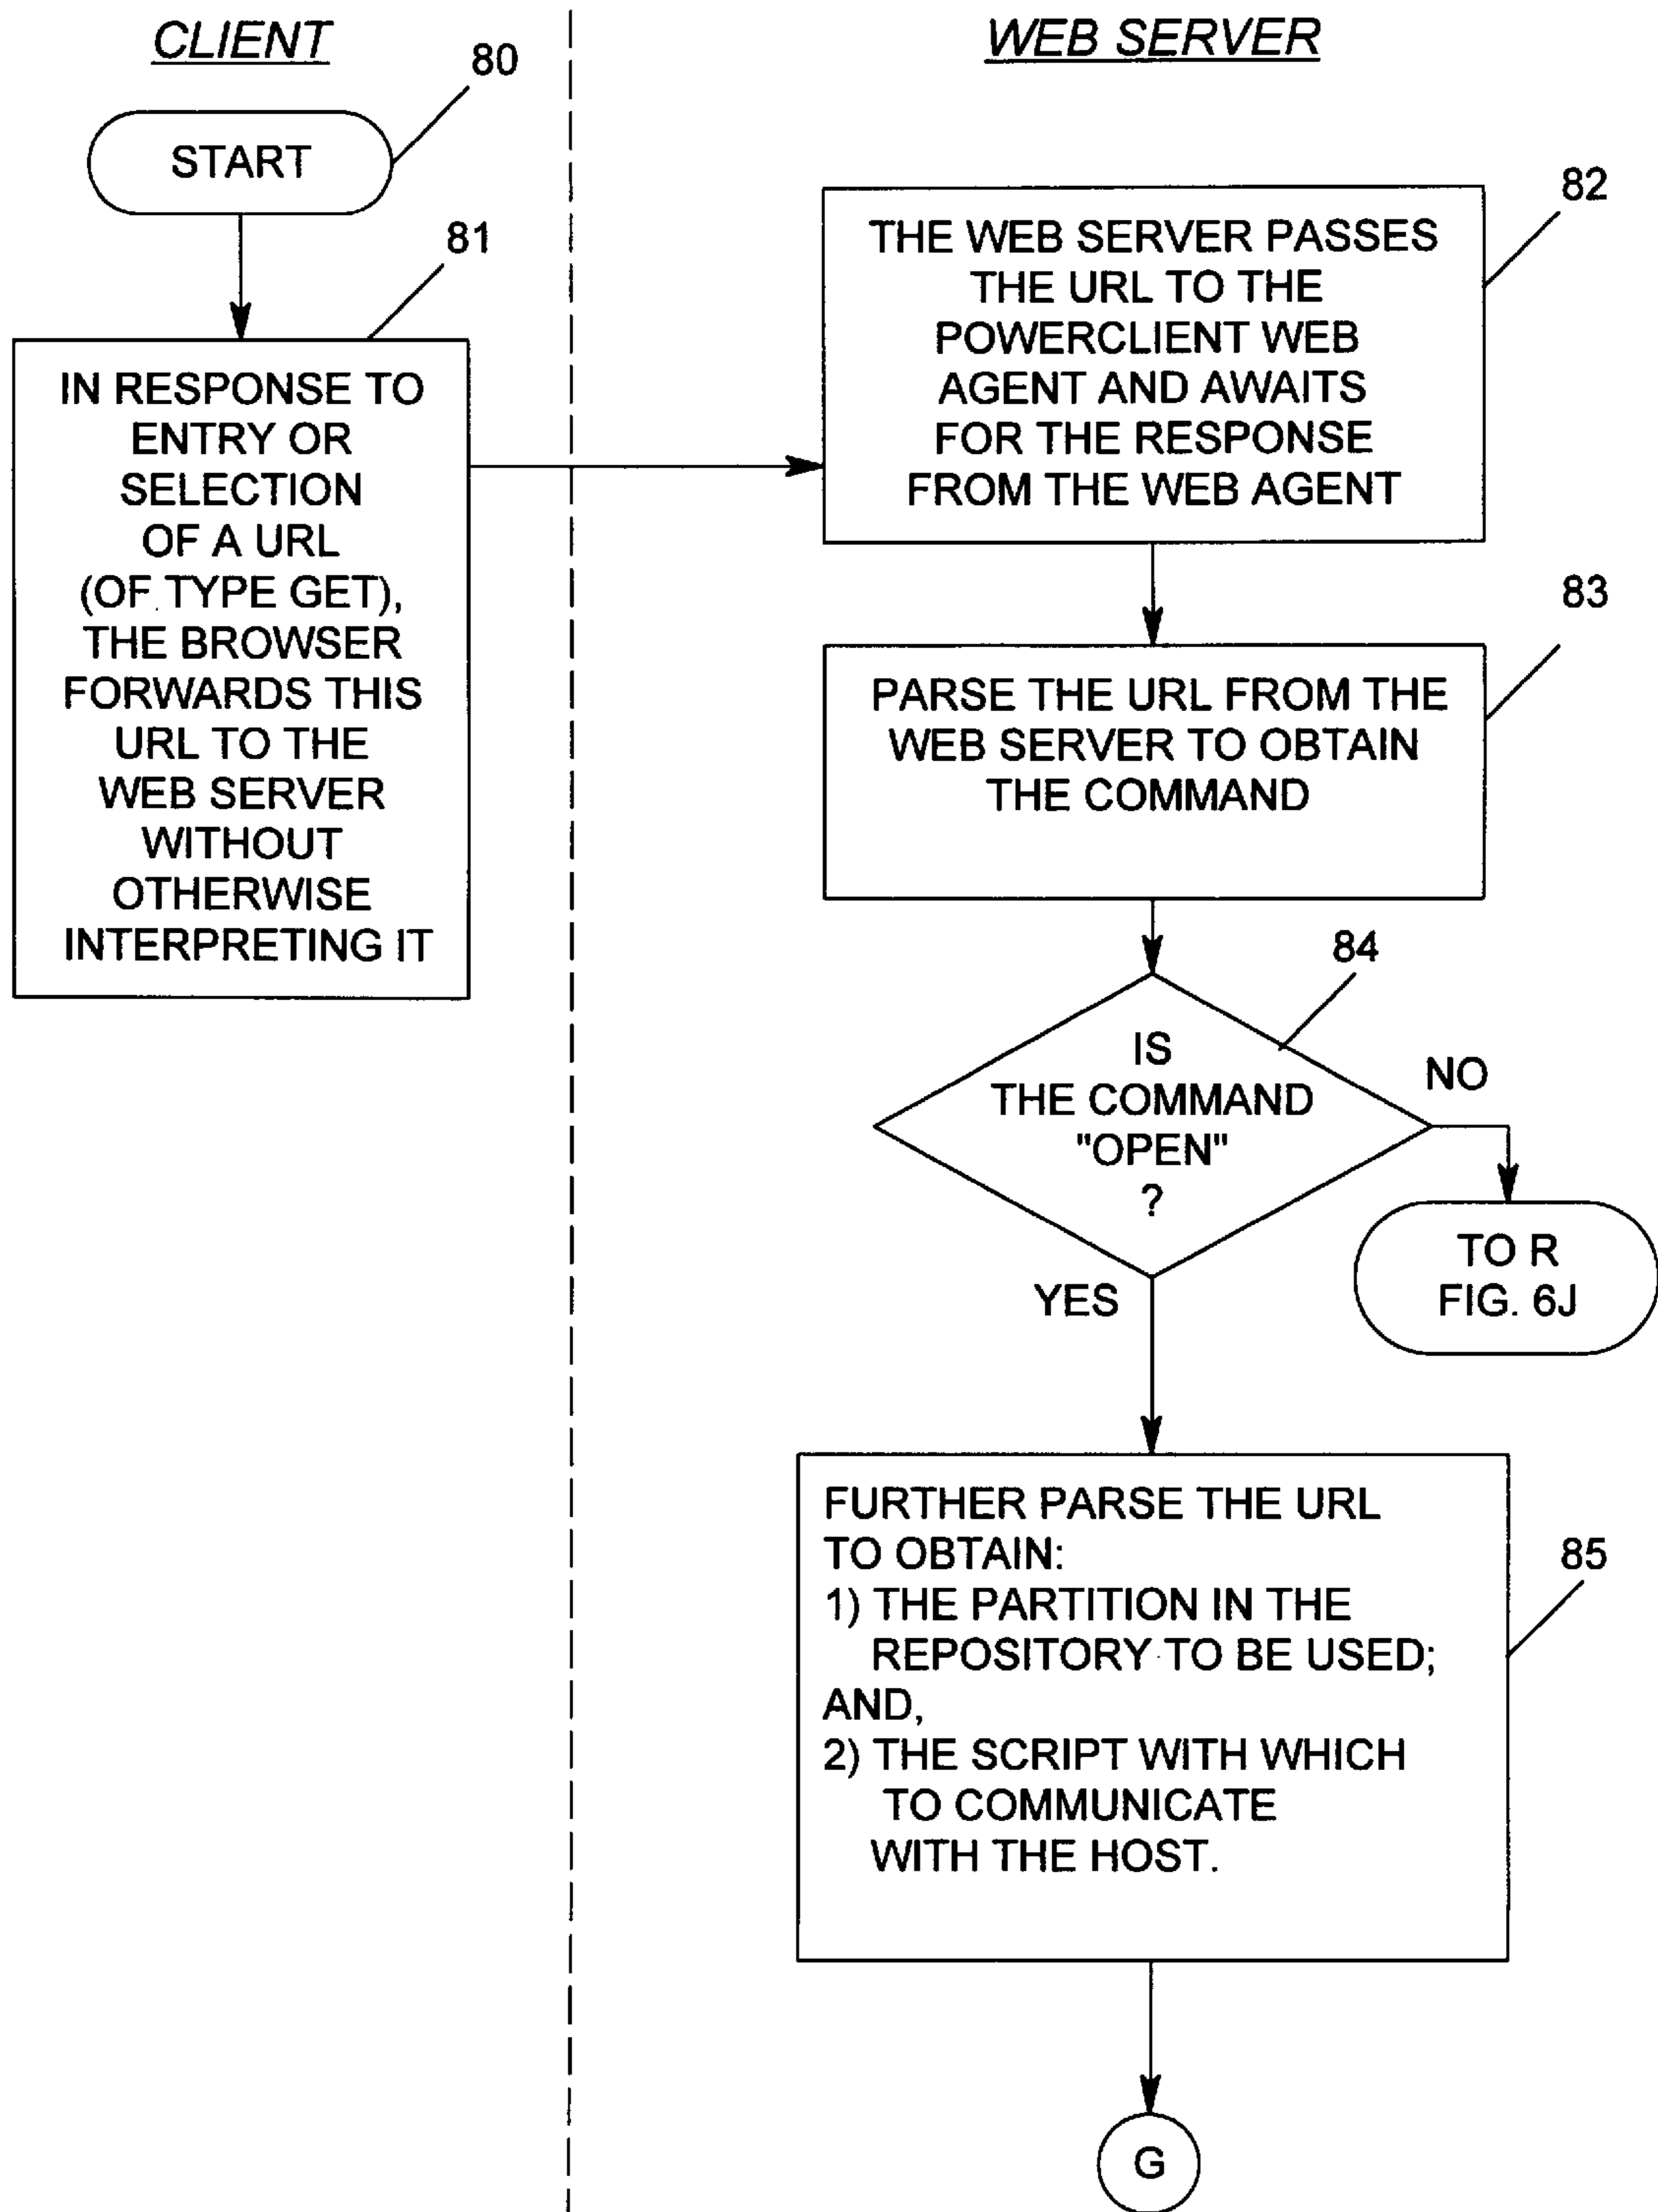 CLIENT
80
START
81
IN RESPONSE TO
ENTRY OR
SELECTION
OF A URL
(OF TYPE GET),
THE BROWSER
FORWARDS THIS
URL TO THE
WEB SERVER
WITHOUT
OTHERWISE
INTERPRETING IT
WEB SERVER
82
THE WEB SERVER PASSES
THE URL TO THE
POWERCLIENT WEB
AGENT AND AWAITS
FOR THE RESPONSE
FROM THE WEB AGENT
83
PARSE THE URL FROM THE
WEB SERVER TO OBTAIN
THE COMMAND
84
IS
THE COMMAND
"OPEN"
?
NO
TO R
FIG. 6J
YES
85
FURTHER PARSE THE URL
TO OBTAIN:
1) THE PARTITION IN THE
REPOSITORY TO BE USED;
AND,
2) THE SCRIPT WITH WHICH
TO COMMUNICATE
WITH THE HOST.
G